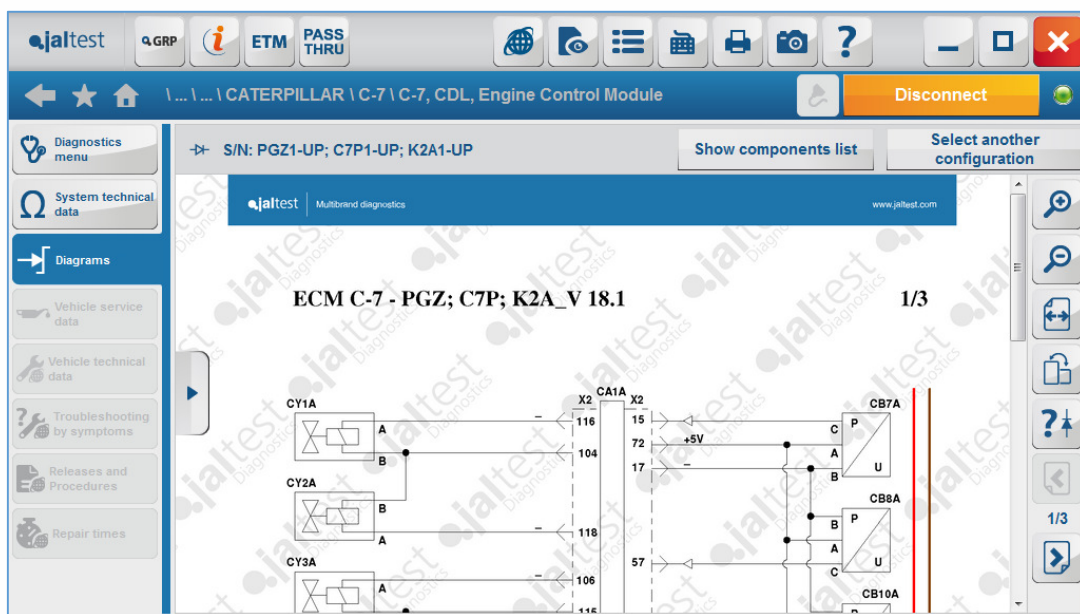 jaltest
GRP
i
ETM
PASS
THRU
?
\ ... \ ... \ CATERPILLAR \ C-7 \ C-7, CDL, Engine Control Module
Disconnect
Diagnostics
menu
S/N: PGZ1-UP; C7P1-UP; K2A1-UP
Show components list
Select another
configuration
System technical
data
Diagrams
Vehicle service
data
Vehicle technical
data
Troubleshooting
by symptoms
Releases and
Procedures
Repair times
jaltest Multibrand diagnostics www.jaltest.com
ECM C-7 - PGZ; C7P; K2A_V 18.1 1/3
CY1A
A
B
CY2A
B
A
CY3A
A
X2 CA1A X2
116 15
104 72 +5V
17
118
57
106
115
CB7A
C P
A
B U
CB8A
B P
A
C U
CB10A
P
1/3
jaltest
Diagnostics